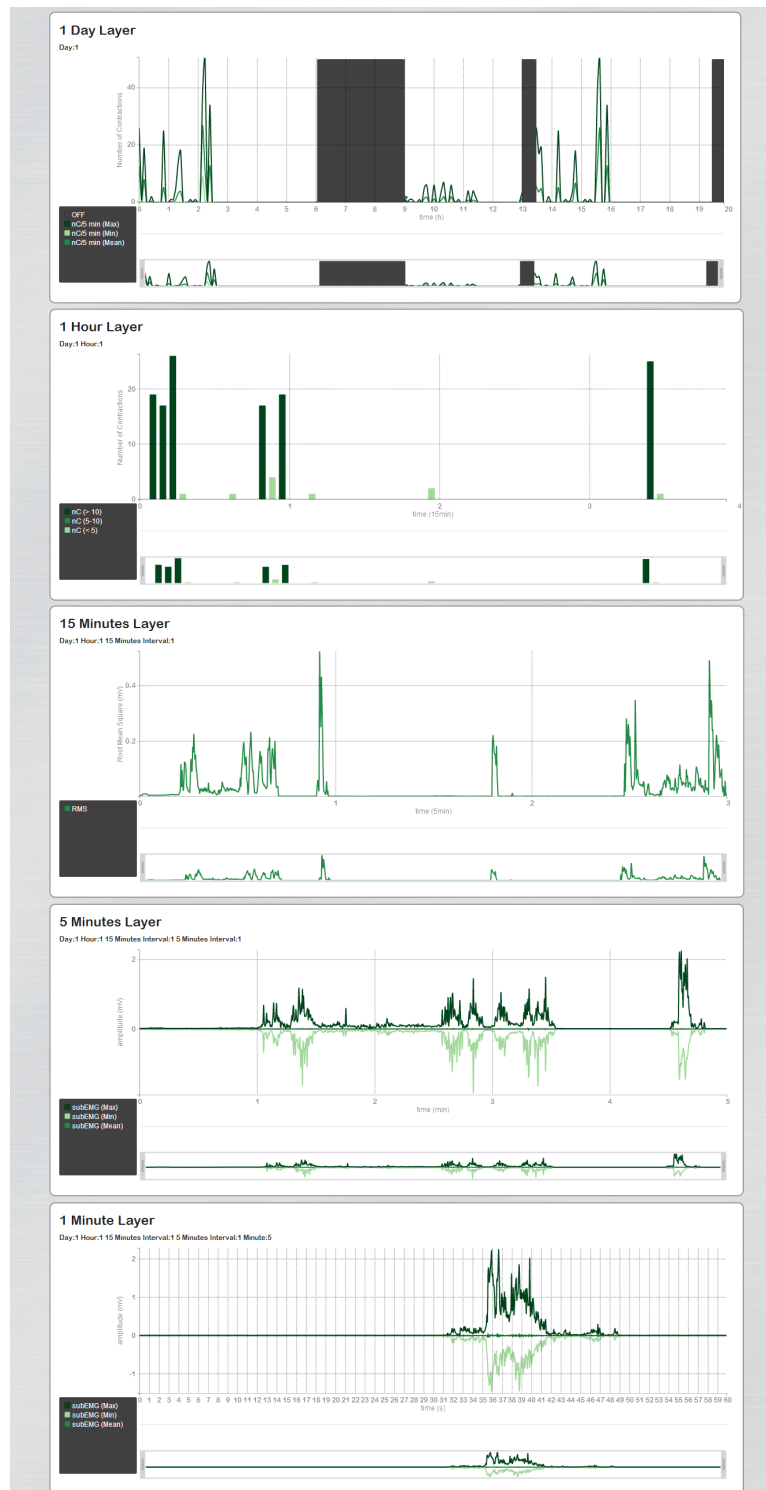 1 Day Layer
Day:1
Number of Contractions
40
20
0
0 1 2 3 4 5 6 7 8 9 10 11 12 13 14 15 16 17 18 19 20
time (h)
OFF
nC/5 min (Max)
nC/5 min (Min)
nC/5 min (Mean)
1 Hour Layer
Day:1 Hour:1
Number of Contractions
20
10
0
0 1 2 3 4
time (15min)
nC (> 10)
nC (5-10)
nC (< 5)
15 Minutes Layer
Day:1 Hour:1 15 Minutes Interval:1
Root Mean Square (mV)
0.4
0.2
0 1 2 3
time (5min)
RMS
5 Minutes Layer
Day:1 Hour:1 15 Minutes Interval:1 5 Minutes Interval:1
amplitude (mV)
2
0
0 1 2 3 4 5
time (min)
subEMG (Max)
subEMG (Min)
subEMG (Mean)
1 Minute Layer
Day:1 Hour:1 15 Minutes Interval:1 5 Minutes Interval:1 Minute:5
amplitude (mV)
2
1
0
-1
0 1 2 3 4 5 6 7 8 9 10 11 12 13 14 15 16 17 18 19 20 21 22 23 24 25 26 27 28 29 30 31 32 33 34 35 36 37 38 39 40 41 42 43 44 45 46 47 48 49 50 51 52 53 54 55 56 57 58 59 60
time (s)
subEMG (Max)
subEMG (Min)
subEMG (Mean)